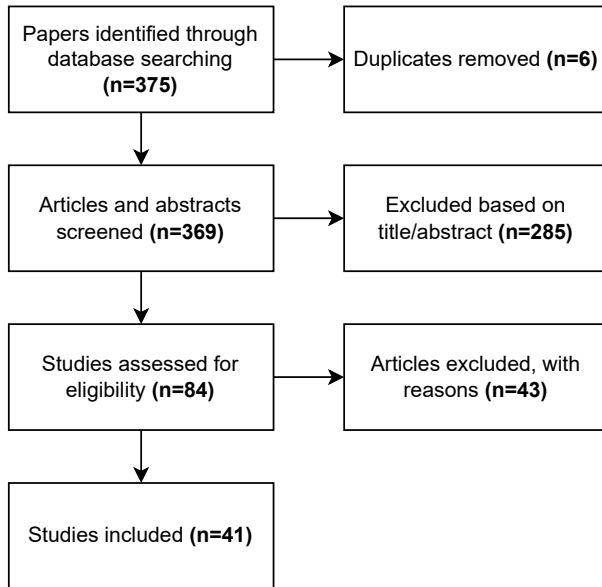 Papers identified through
database searching
(n=375)
Duplicates removed (n=6)
Articles and abstracts
screened (n=369)
Excluded based on
title/abstract (n=285)
Studies assessed for
eligibility (n=84)
Articles excluded, with
reasons (n=43)
Studies included (n=41)